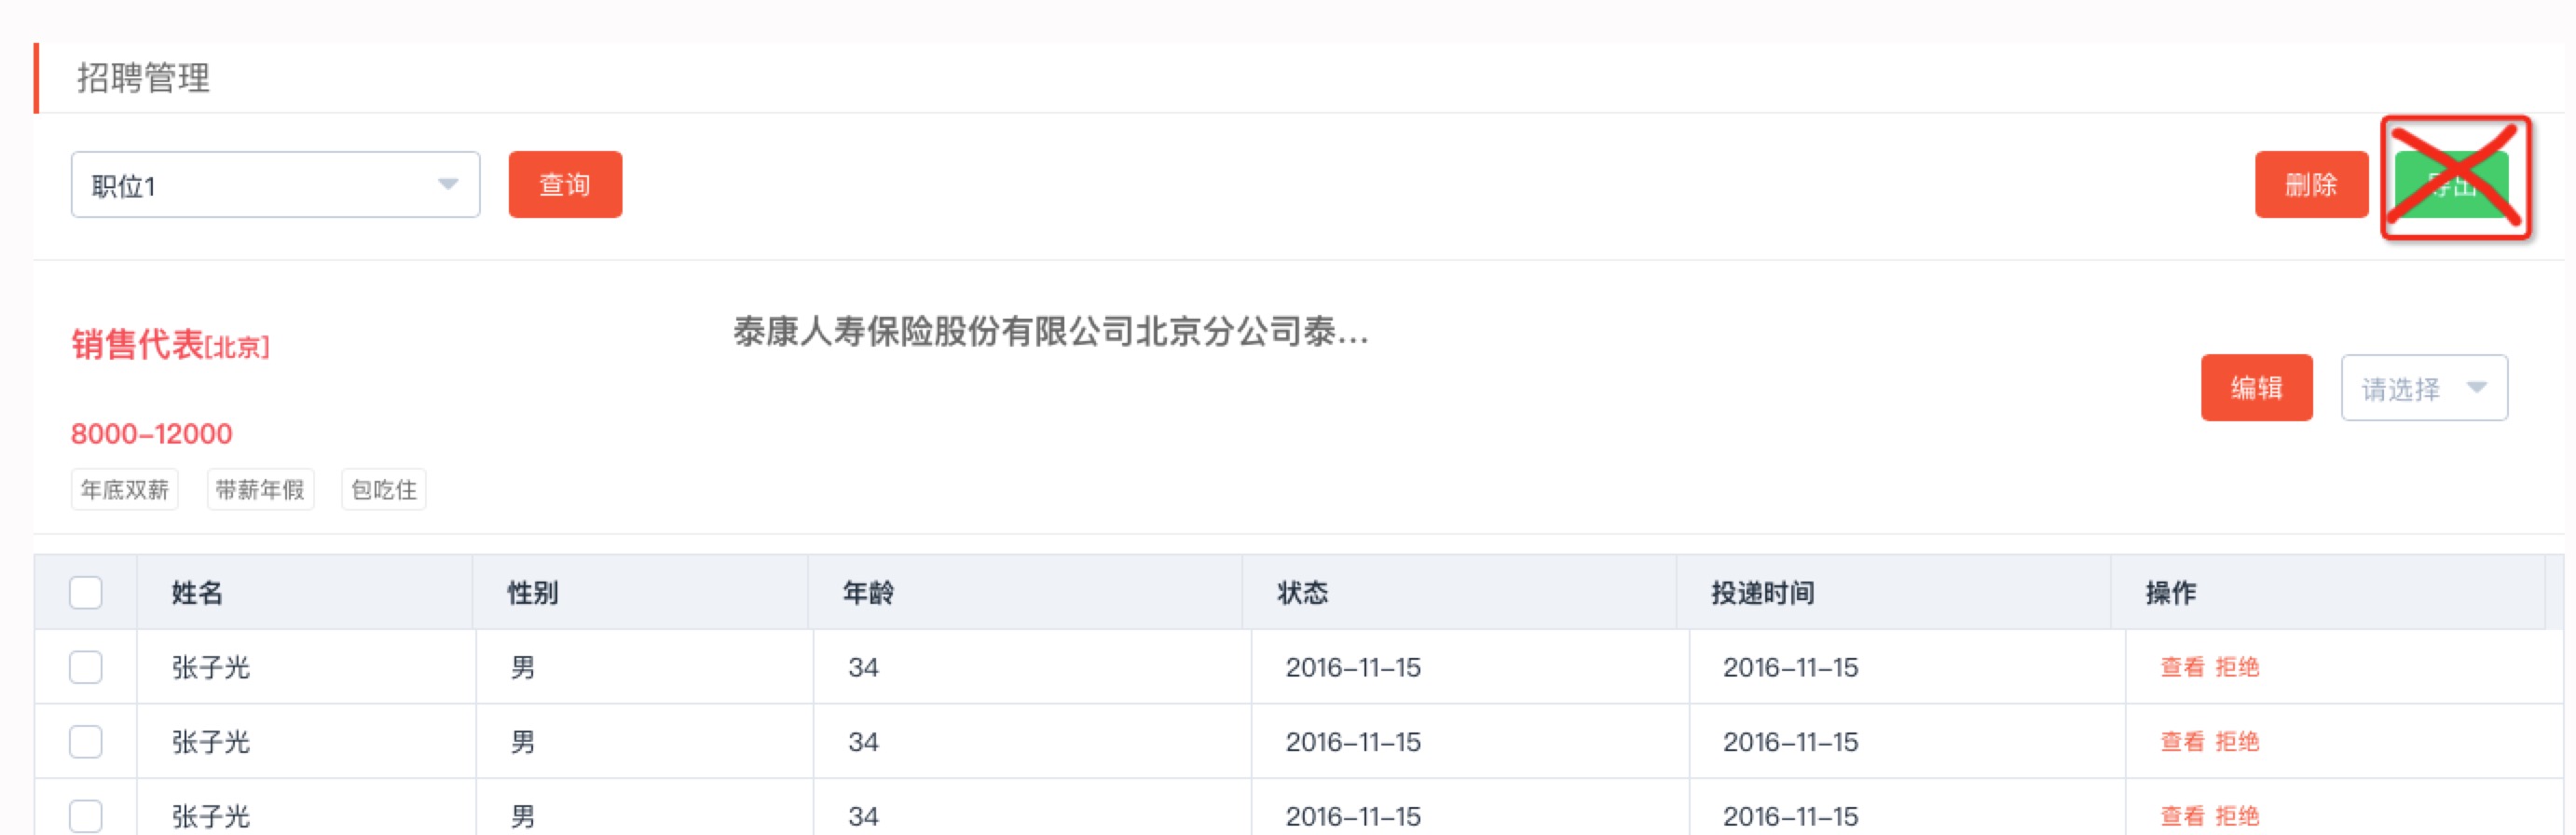 招聘管理
职位1 查询 删除 导出
销售代表[北京] 泰康人寿保险股份有限公司北京分公司泰...
编辑 请选择
8000-12000
年底双薪 带薪年假 包吃住
姓名 性别 年龄 状态 投递时间 操作
张子光 男 34 2016-11-15 2016-11-15 查看 拒绝
张子光 男 34 2016-11-15 2016-11-15 查看 拒绝
张子光 男 34 2016-11-15 2016-11-15 查看 拒绝